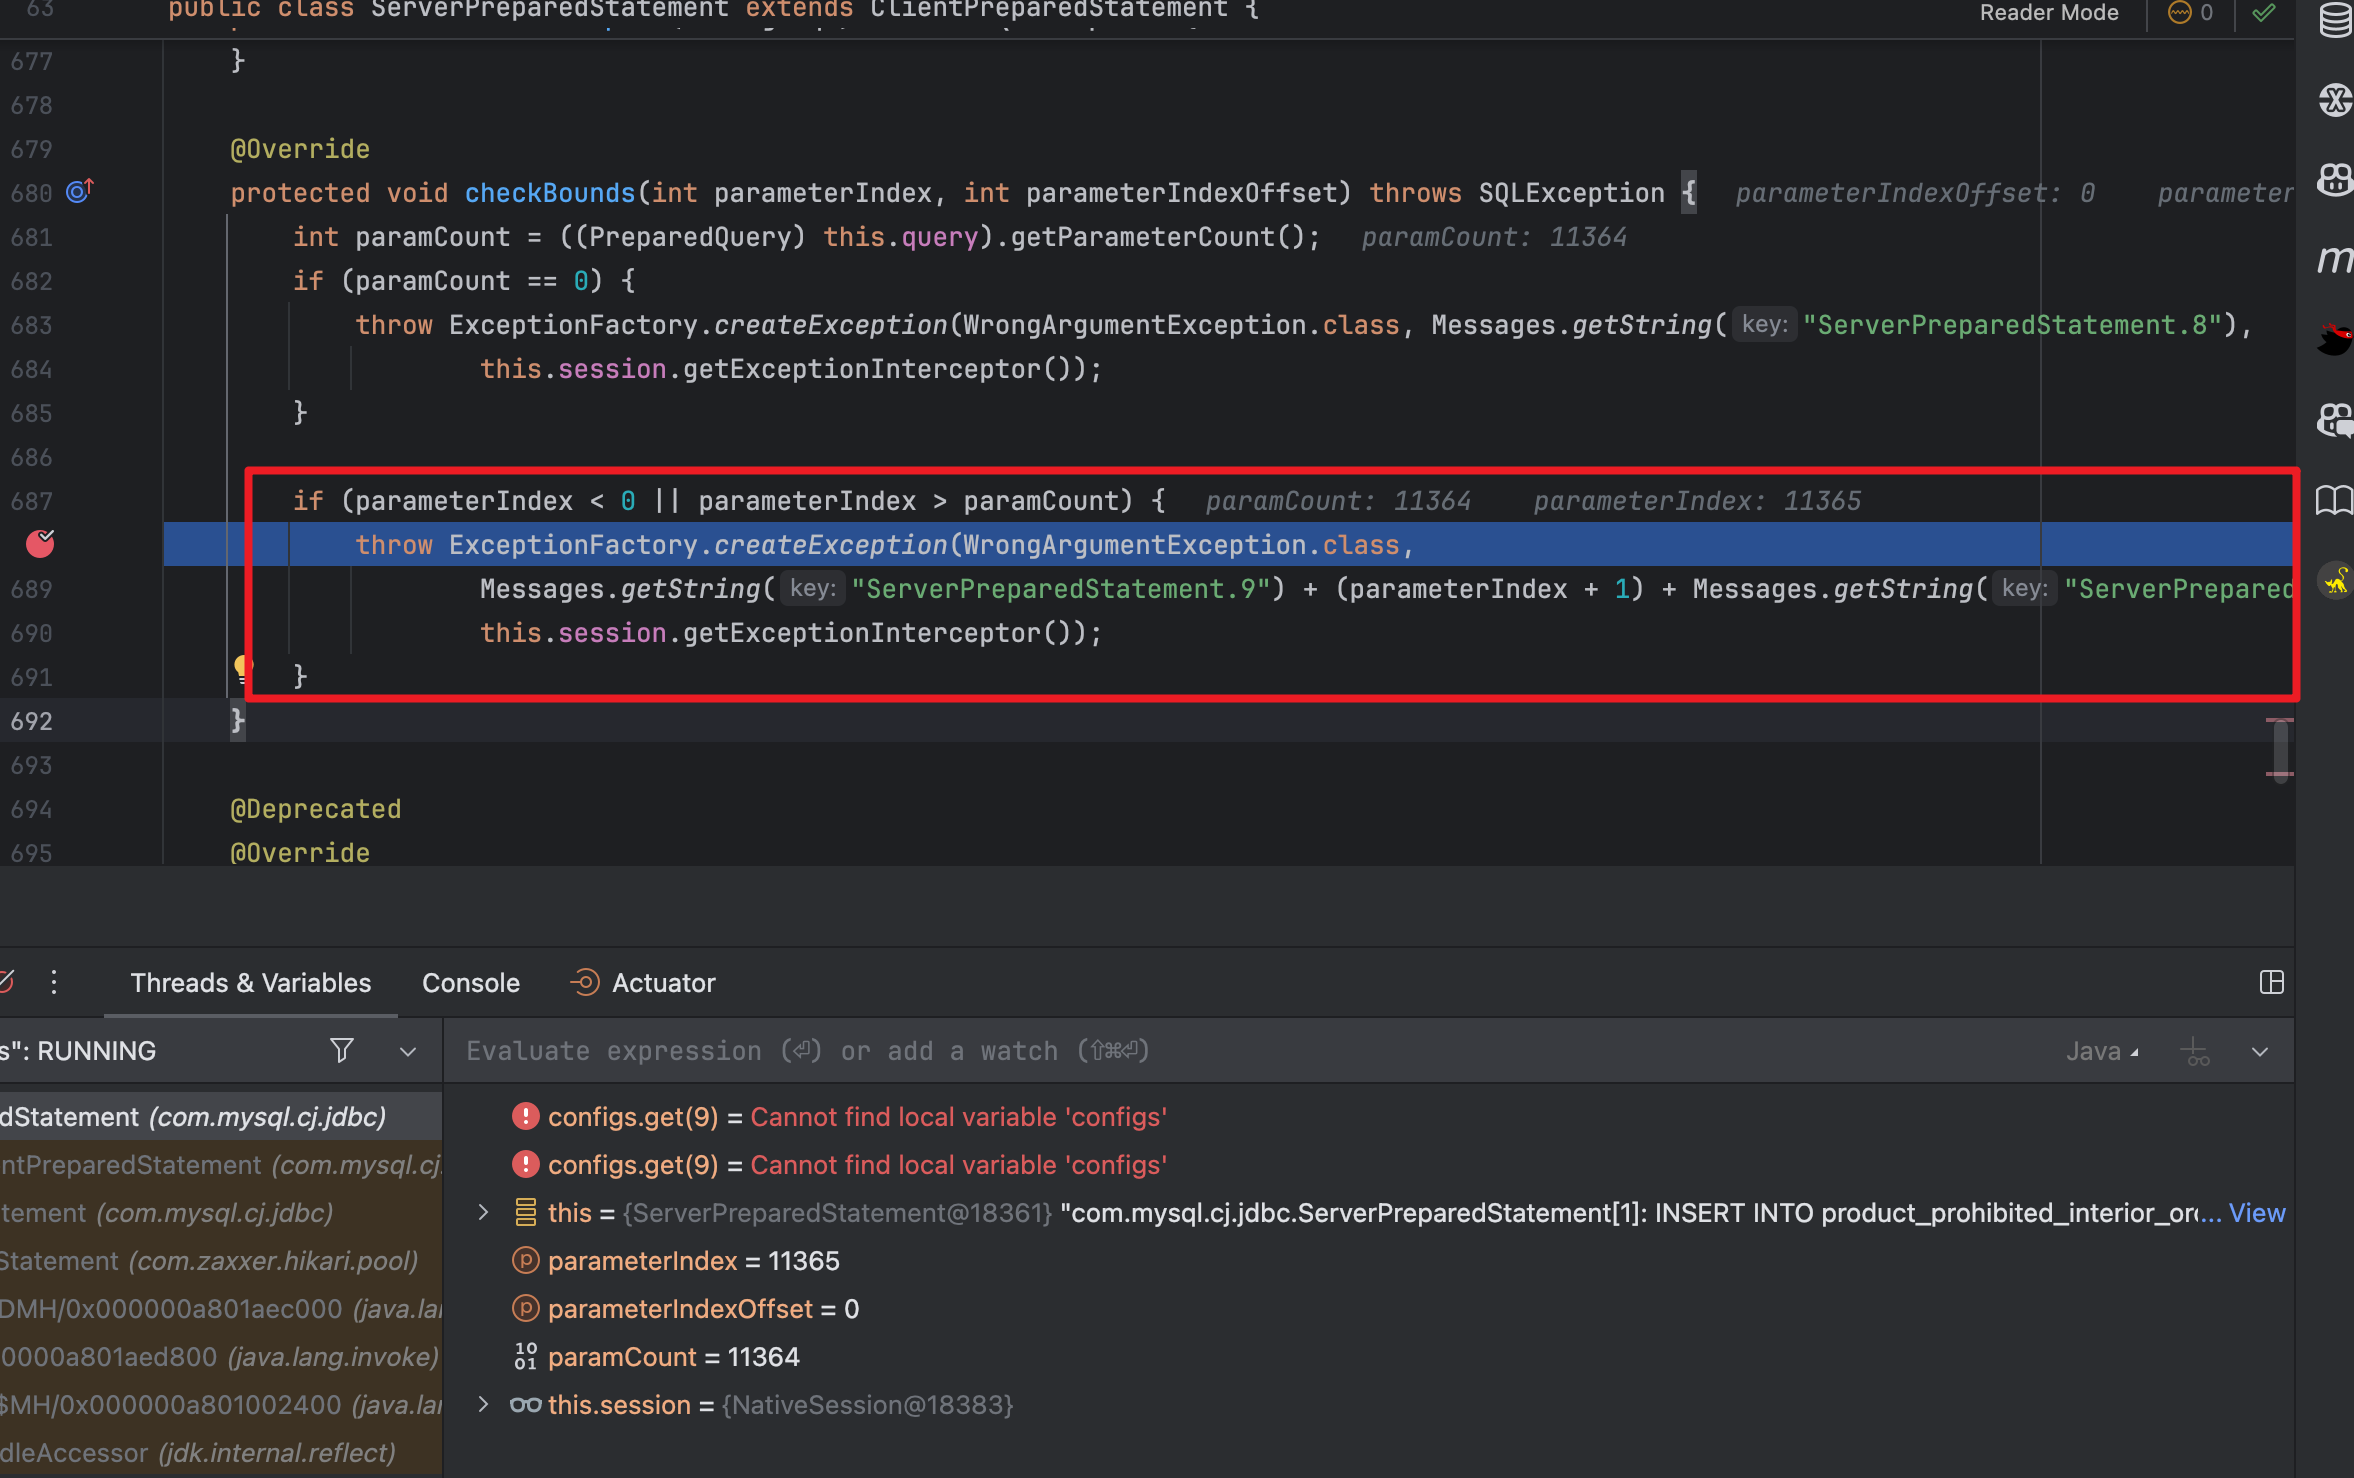 63 public class ServerPreparedStatement extends ClientPreparedStatement {
Reader Mode 0
677 }
678
679 @Override
680 protected void checkBounds(int parameterIndex, int parameterIndexOffset) throws SQLException { parameterIndexOffset: 0 parameter
681 int paramCount = ((PreparedQuery) this.query).getParameterCount(); paramCount: 11364
682 if (paramCount == 0) {
683 throw ExceptionFactory.createException(WrongArgumentException.class, Messages.getString( key: "ServerPreparedStatement.8"),
684 this.session.getExceptionInterceptor());
685 }
686
687 if (parameterIndex < 0 || parameterIndex > paramCount) { paramCount: 11364 parameterIndex: 11365
throw ExceptionFactory.createException(WrongArgumentException.class,
689 Messages.getString( key: "ServerPreparedStatement.9") + (parameterIndex + 1) + Messages.getString( key: "ServerPrepared
690 this.session.getExceptionInterceptor());
691 }
692 }
693
694 @Deprecated
695 @Override
Threads & Variables Console Actuator
s": RUNNING
Evaluate expression (⏎) or add a watch (⇧⌘⏎) Java
dStatement (com.mysql.cj.jdbc)
ntPreparedStatement (com.mysql.cj.
tement (com.mysql.cj.jdbc)
Statement (com.zaxxer.hikari.pool)
DMH/0x000000a801aec000 (java.la
0000a801aed800 (java.lang.invoke)
$MH/0x000000a801002400 (java.la
dleAccessor (jdk.internal.reflect)
configs.get(9) = Cannot find local variable 'configs'
configs.get(9) = Cannot find local variable 'configs'
this = {ServerPreparedStatement@18361} "com.mysql.cj.jdbc.ServerPreparedStatement[1]: INSERT INTO product_prohibited_interior_or... View
parameterIndex = 11365
parameterIndexOffset = 0
paramCount = 11364
this.session = {NativeSession@18383}